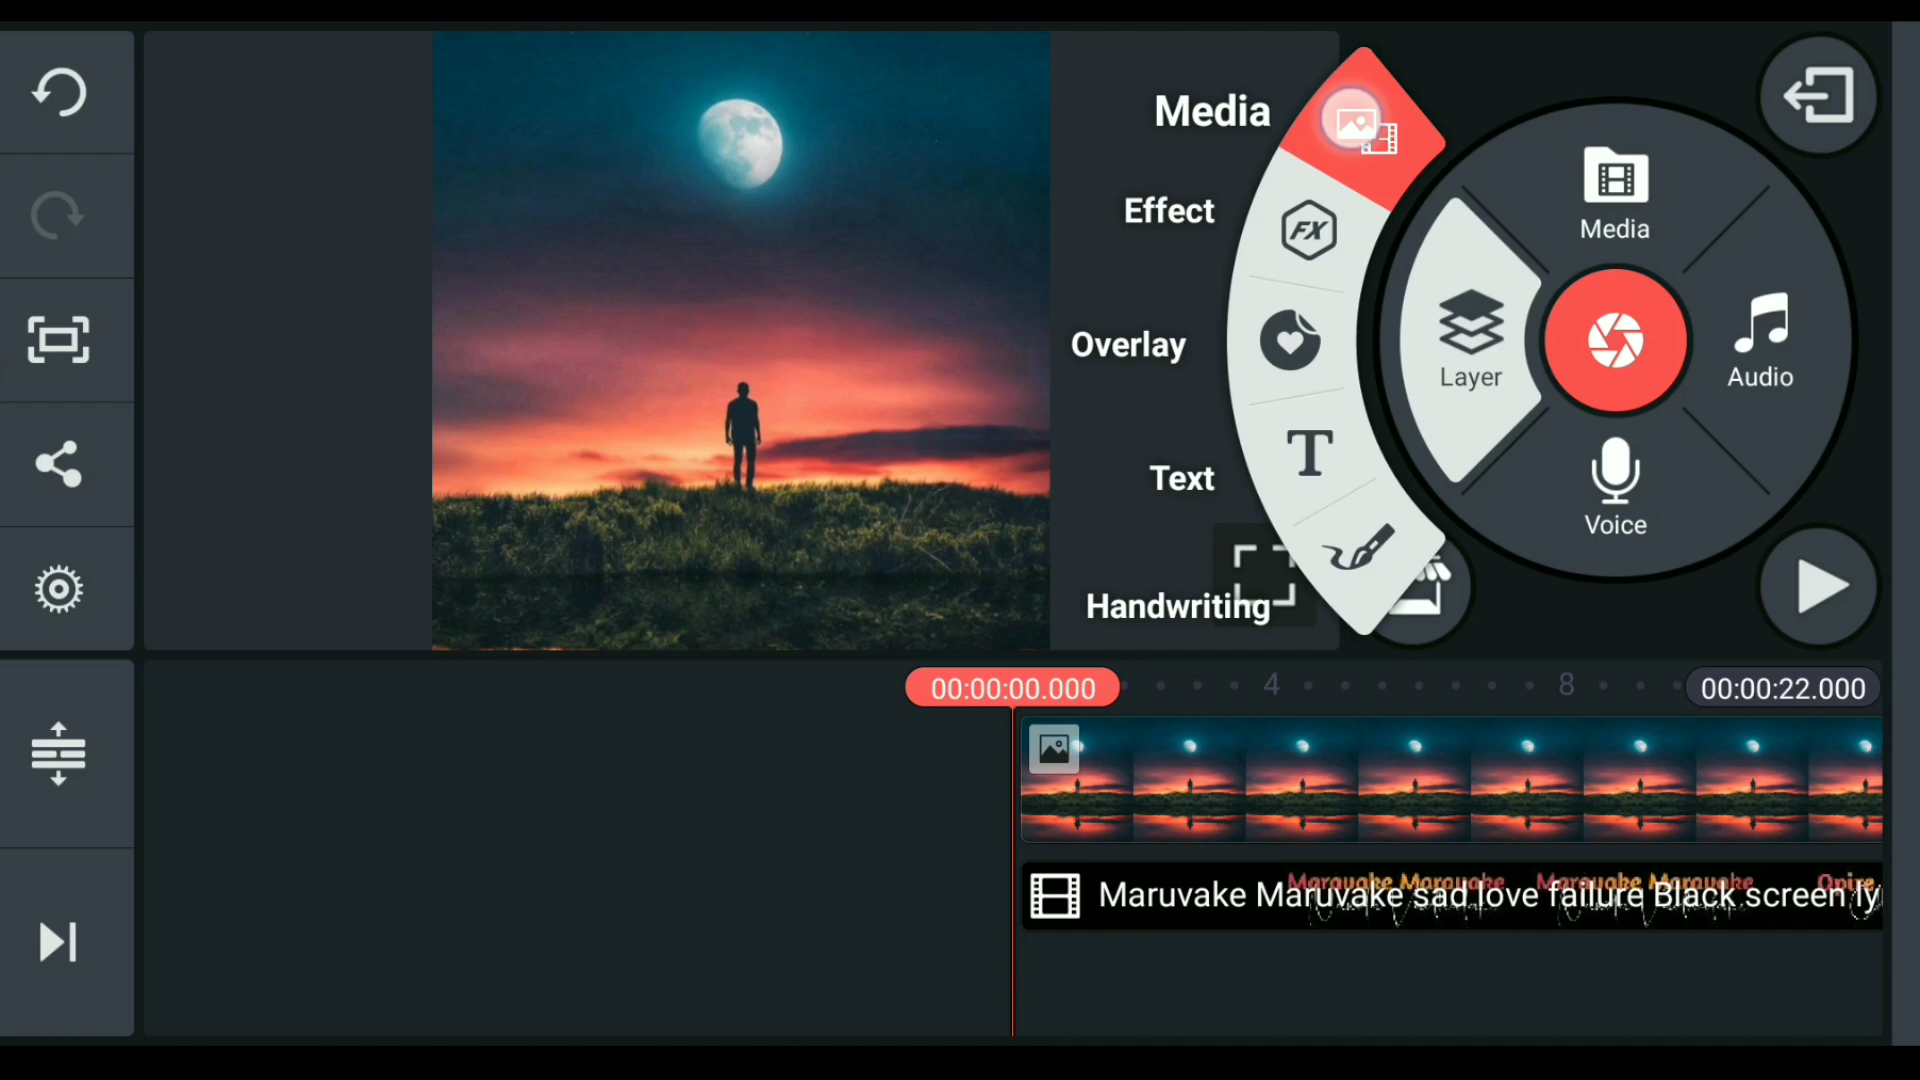 Media
Effect
Overlay
Text
Handwriting
Media
Layer
Audio
Voice
FX
T
00:00:00.000
4
8
00:00:22.000
Maruvake Maruvake sad love failure Black screen ly
Maruvake Maruvake
Maruvake Maruvake